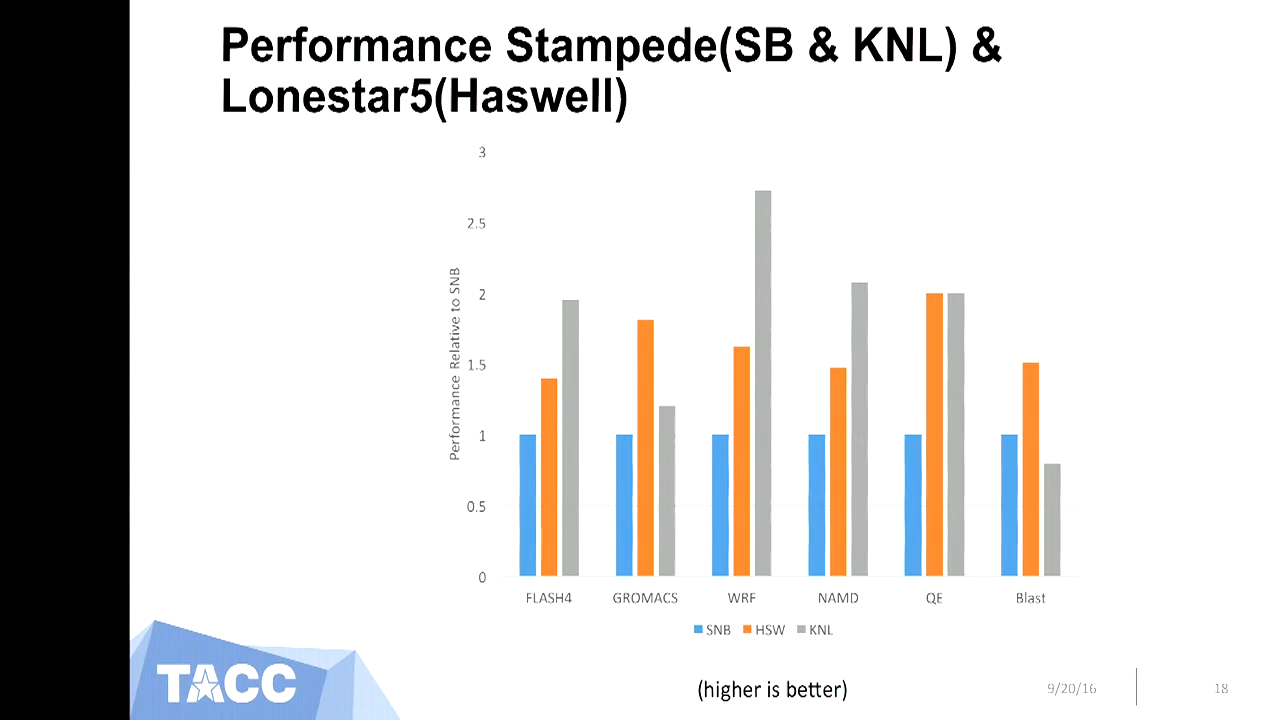 Performance Stampede(SB & KNL) &
Lonestar5(Haswell)
Performance Relative to SNB
3
2.5
2
1.5
1
0.5
0
FLASH4 GROMACS WRF NAMD QE Blast
SNB HSW KNL
TACC
(higher is better)
9/20/16
18